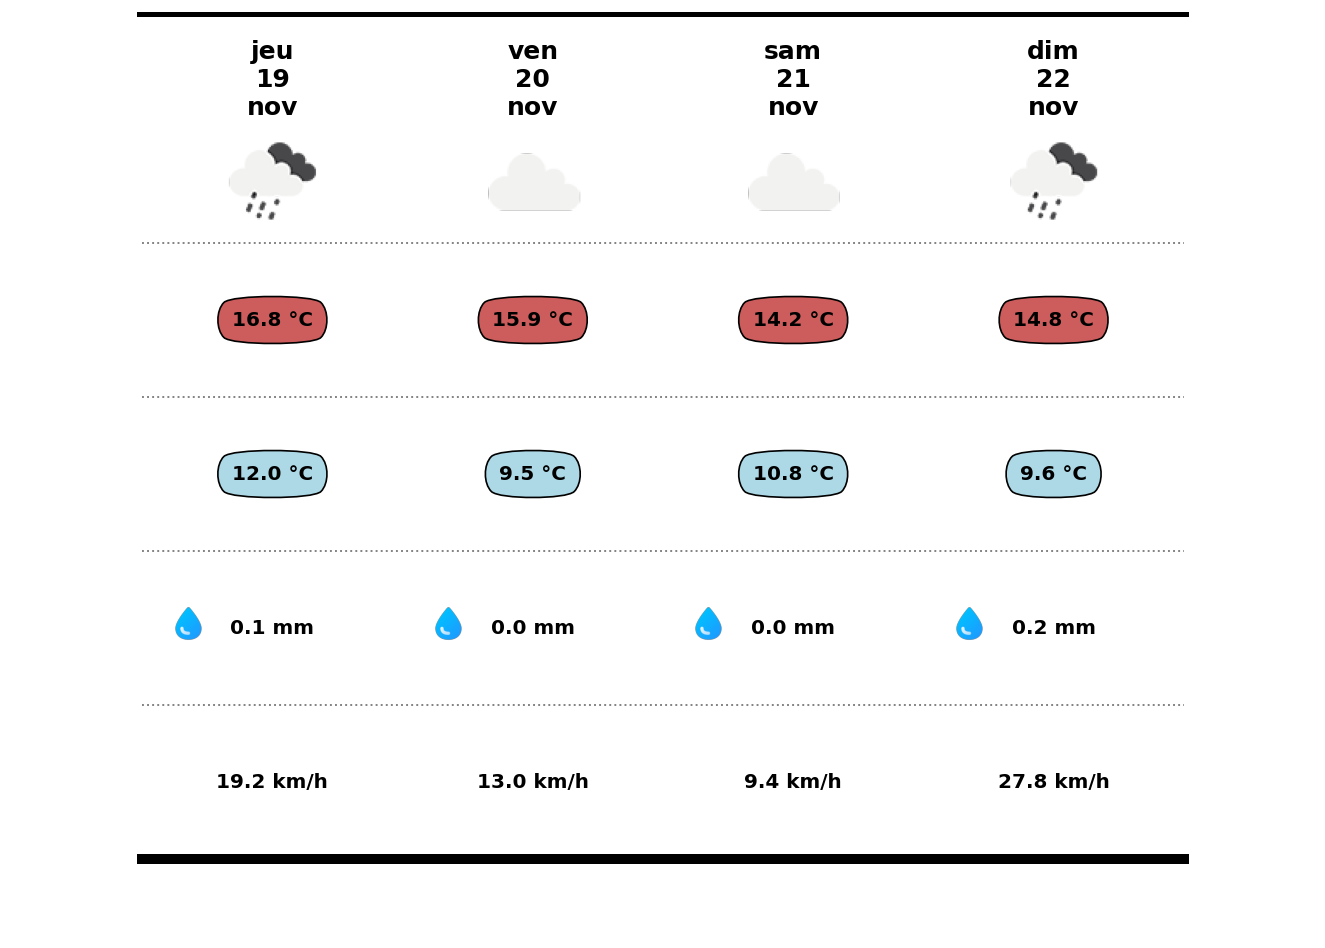 jeu
19
nov
ven
20
nov
sam
21
nov
dim
22
nov
16.8 °C
15.9 °C
14.2 °C
14.8 °C
12.0 °C
9.5 °C
10.8 °C
9.6 °C
0.1 mm
0.0 mm
0.0 mm
0.2 mm
19.2 km/h
13.0 km/h
9.4 km/h
27.8 km/h